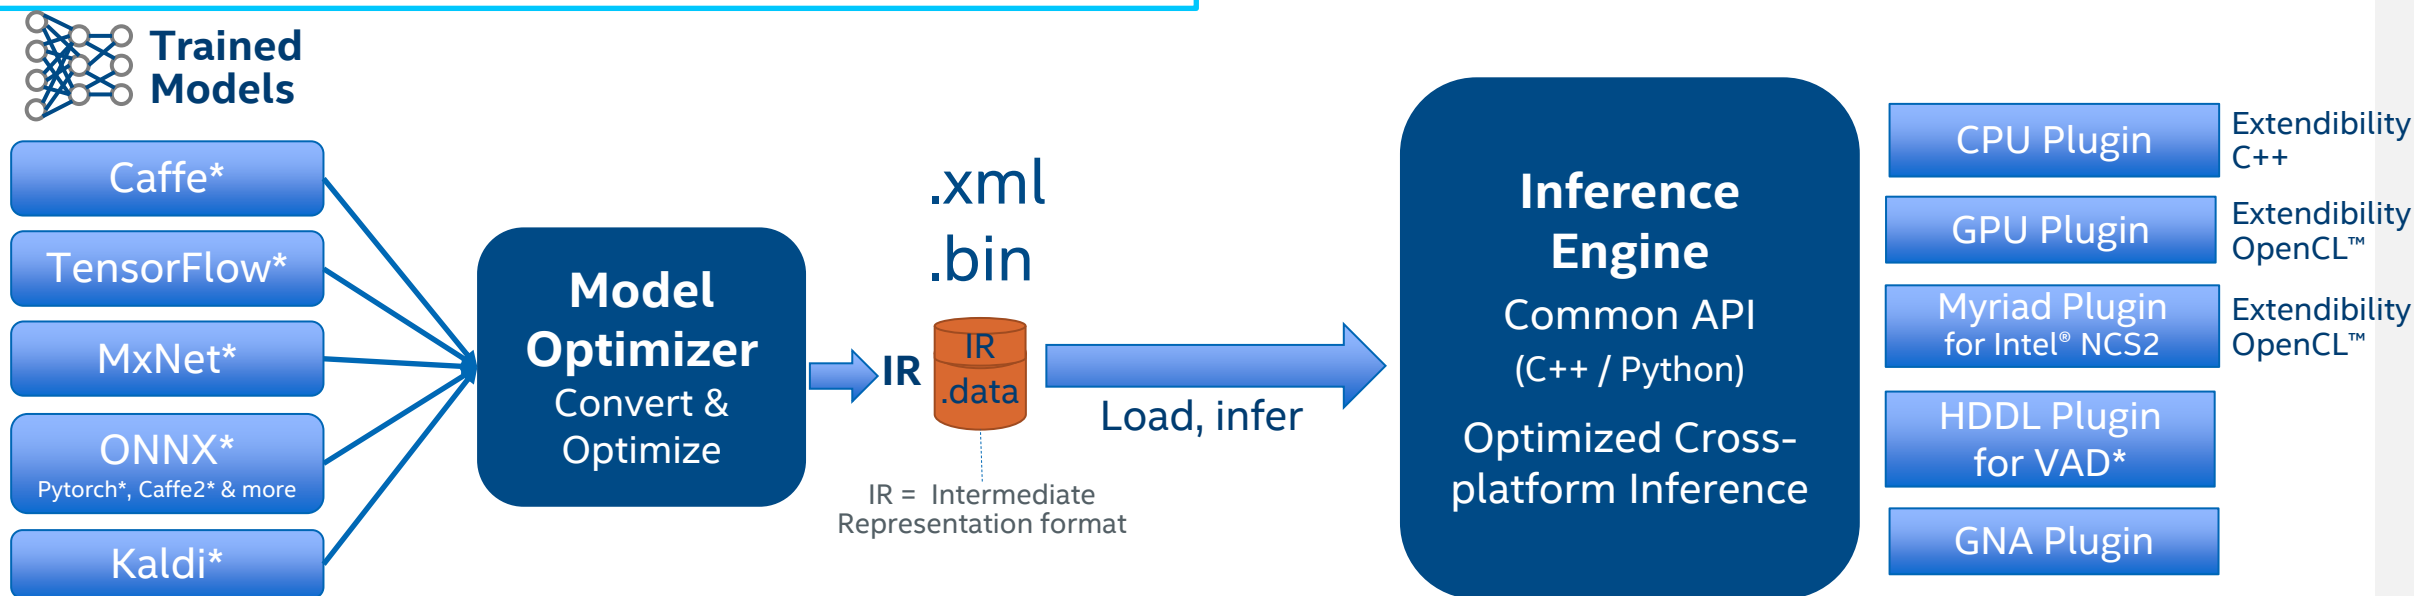 Trained
Models
Caffe*
TensorFlow*
MxNet*
ONNX*
Pytorch*, Caffe2* & more
Kaldi*
Model
Optimizer
Convert &
Optimize
.xml
.bin
IR
IR
.data
IR = Intermediate
Representation format
Load, infer
Inference
Engine
Common API
(C++ / Python)
Optimized Cross-
platform Inference
CPU Plugin
Extendibility
C++
GPU Plugin
Extendibility
OpenCL™
Myriad Plugin
for Intel® NCS2
Extendibility
OpenCL™
HDDL Plugin
for VAD*
GNA Plugin